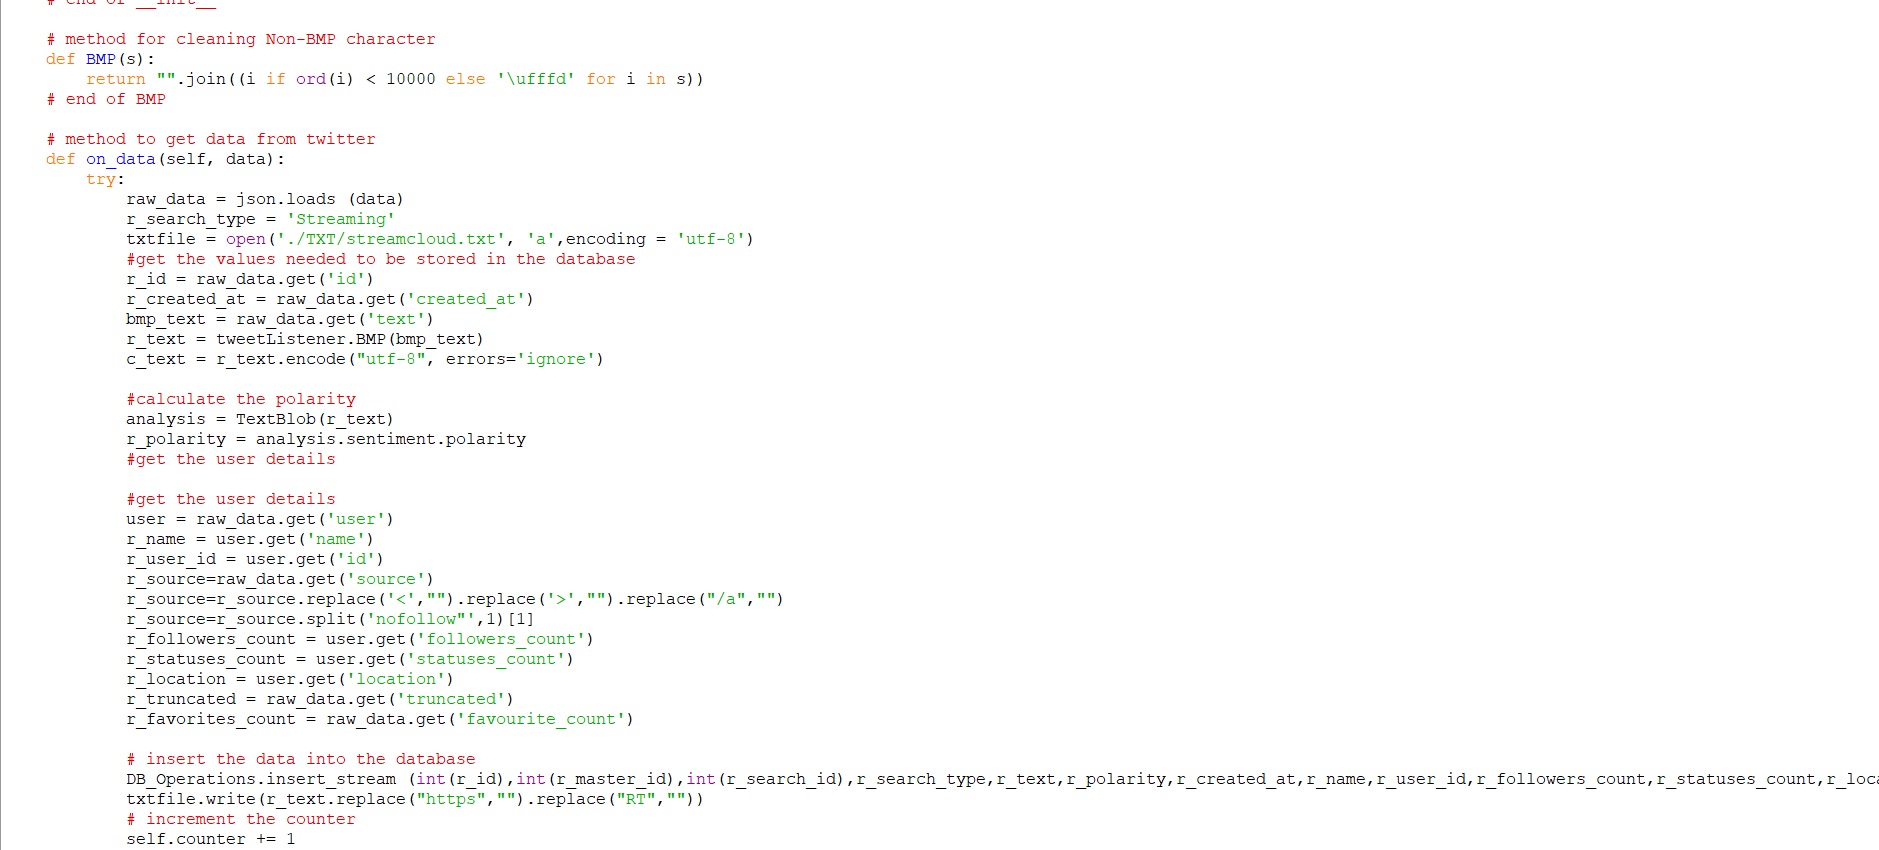 # end of __init__
# method for cleaning Non-BMP character
def BMP(s):
return "".join((i if ord(i) < 10000 else '\ufffd' for i in s))
# end of BMP
# method to get data from twitter
def on_data(self, data):
try:
raw_data = json.loads (data)
r_search_type = 'Streaming'
txtfile = open('./TXT/streamcloud.txt', 'a',encoding = 'utf-8')
#get the values needed to be stored in the database
r_id = raw_data.get('id')
r_created_at = raw_data.get('created_at')
bmp_text = raw_data.get('text')
r_text = tweetListener.BMP(bmp_text)
c_text = r_text.encode("utf-8", errors='ignore')
#calculate the polarity
analysis = TextBlob(r_text)
r_polarity = analysis.sentiment.polarity
#get the user details
#get the user details
user = raw_data.get('user')
r_name = user.get('name')
r_user_id = user.get('id')
r_source=raw_data.get('source')
r_source=r_source.replace('<',"").replace('>',"").replace("/a","")
r_source=r_source.split('nofollow"',1)[1]
r_followers_count = user.get('followers_count')
r_statuses_count = user.get('statuses_count')
r_location = user.get('location')
r_truncated = raw_data.get('truncated')
r_favorites_count = raw_data.get('favourite_count')
# insert the data into the database
DB_Operations.insert_stream (int(r_id),int(r_master_id),int(r_search_id),r_search_type,r_text,r_polarity,r_created_at,r_name,r_user_id,r_followers_count,r_statuses_count,r_loca
txtfile.write(r_text.replace("https","").replace("RT",""))
# increment the counter
self.counter += 1